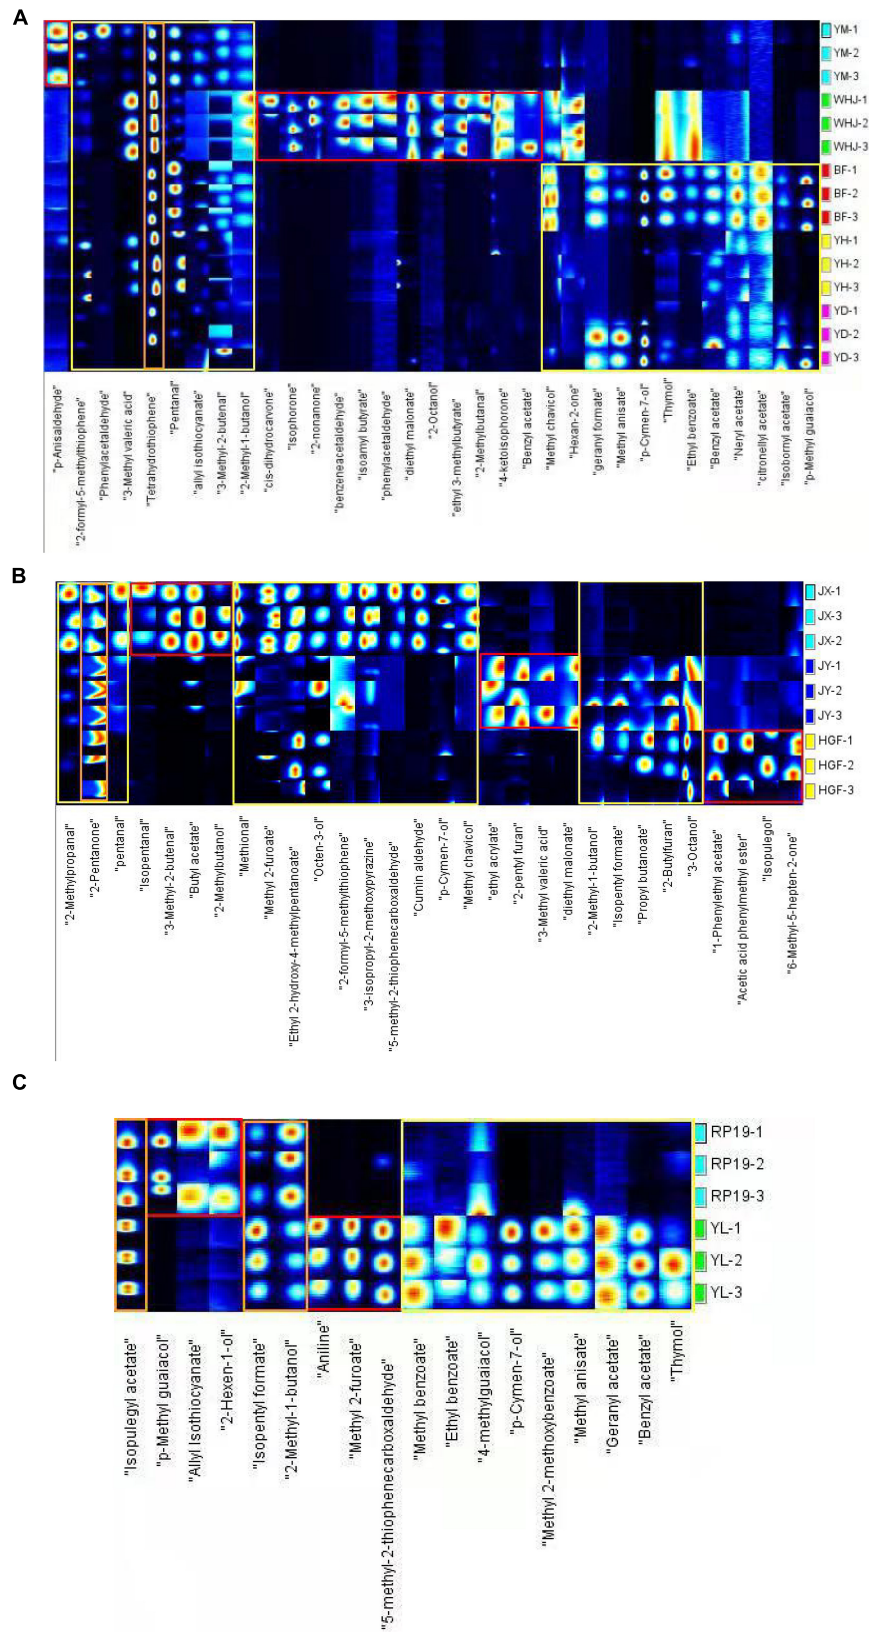 A
YM-1
YM-2
YM-3
WHJ-1
WHJ-2
WHJ-3
BF-1
BF-2
BF-3
YH-1
YH-2
YH-3
YD-1
YD-2
YD-3
"p-Anisaldehyde"
"2-formyl-5-methylthiophene"
"Phenylacetaldehyde"
"3-Methyl valeric acid"
"Tetrahydrothiophene"
"Pentanal"
"allyl isothiocyanate"
"3-Methyl-2-butenal"
"2-Methyl-1-butanol"
"cis-dihydrocarvone"
"Isophorone"
"2-nonanone"
"benzeneacetaldehyde"
"isoamyl butyrate"
"phenylacetaldehyde"
"diethyl malonate"
"2-Octanol"
"ethyl 3-methylbutyrate"
"2-Methylbutanal"
"4-ketoisophorone"
"Benzyl acetate"
"Methyl chavicol"
"Hexan-2-one"
"geranyl formate"
"Methyl anisate"
"p-Cymen-7-ol"
"Thymol"
"Ethyl benzoate"
"Benzyl acetate"
"Neryl acetate"
"citronellyl acetate"
"Isobornyl acetate"
"p-Methyl guaiacol"
B
JX-1
JX-3
JX-2
JY-1
JY-2
JY-3
HGF-1
HGF-2
HGF-3
"2-Methylpropanal"
"2-Pentanone"
"pentanal"
"Isopentanal"
"3-Methyl-2-butenal"
"Butyl acetate"
"2-Methylbutanol"
"Methional"
"Methyl 2-furoate"
"Ethyl 2-hydroxy-4-methylpentanoate"
"Octen-3-ol"
"2-formyl-5-methylthiophene"
"3-isopropyl-2-methoxypyrazine"
"5-methyl-2-thiophenecarboxaldehyde"
"Cumin aldehyde"
"p-Cymen-7-ol"
"Methyl chavicol"
"ethyl acrylate"
"2-pentyl furan"
"3-Methyl valeric acid"
"diethyl malonate"
"2-Methyl-1-butanol"
"Isopentyl formate"
"Propyl butanoate"
"2-Butylfuran"
"3-Octanol"
"1-Phenylethyl acetate"
"Acetic acid phenylmethyl ester"
"Isopulegol"
"6-Methyl-5-hepten-2-one"
C
RP19-1
RP19-2
RP19-3
YL-1
YL-2
YL-3
"Isopulegyl acetate"
"p-Methyl guaiacol"
"Allyl Isothiocyanate"
"2-Hexen-1-ol"
"Isopentyl formate"
"2-Methyl-1-butanol"
"Aniline"
"Methyl 2-furoate"
"5-methyl-2-thiophenecarboxaldehyde"
"Methyl benzoate"
"Ethyl benzoate"
"4-methylguaiacol"
"p-Cymen-7-ol"
"Methyl 2-methoxybenzoate"
"Methyl anisate"
"Geranyl acetate"
"Benzyl acetate"
"Thymol"